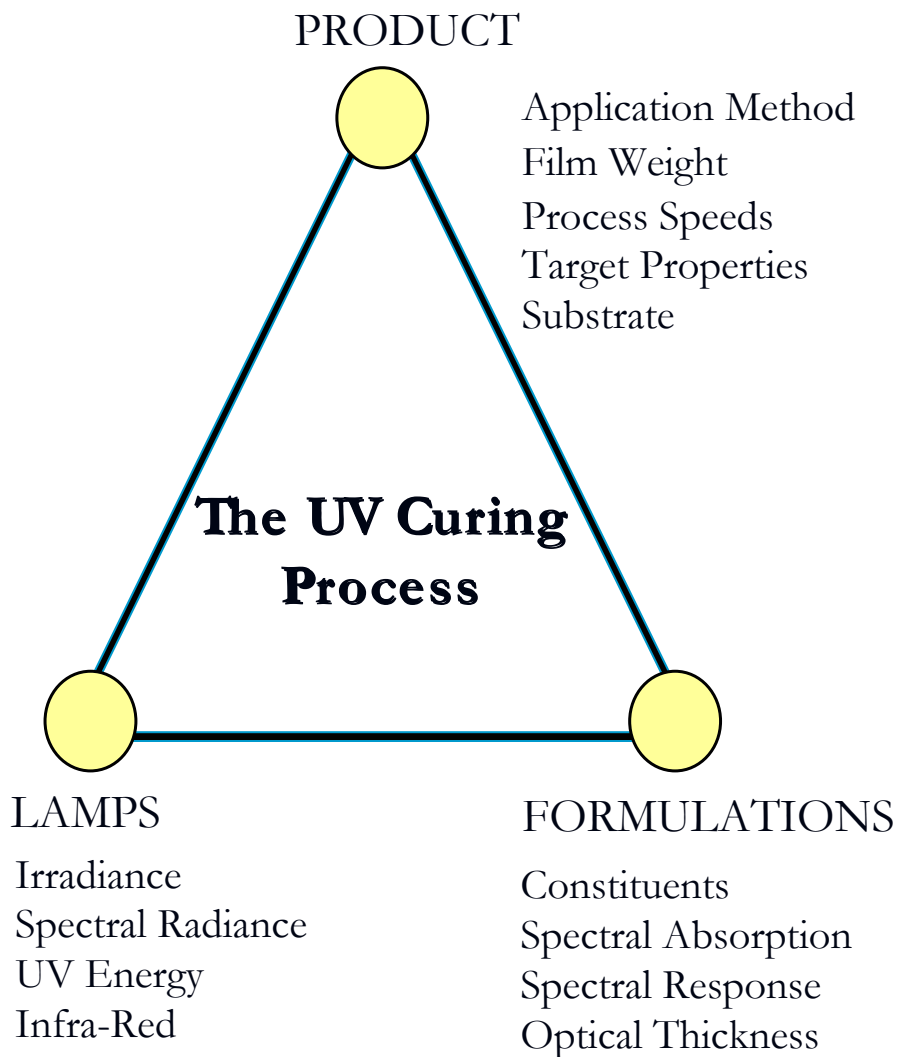 PRODUCT
Application Method
Film Weight
Process Speeds
Target Properties
Substrate
The UV Curing
Process
LAMPS
Irradiance
Spectral Radiance
UV Energy
Infra-Red
FORMULATIONS
Constituents
Spectral Absorption
Spectral Response
Optical Thickness